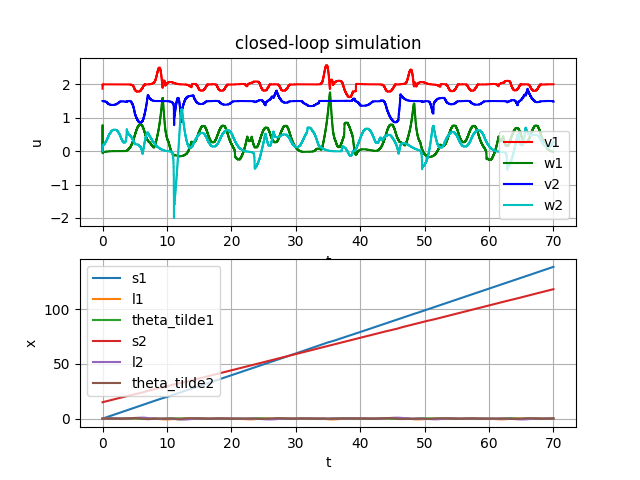 closed-loop simulation
u
2
1
0
−1
−2
v1
w1
v2
w2
0 10 20 30 40 50 60 70
t
x
100
50
0
s1
l1
theta_tilde1
s2
l2
theta_tilde2
0 10 20 30 40 50 60 70
t